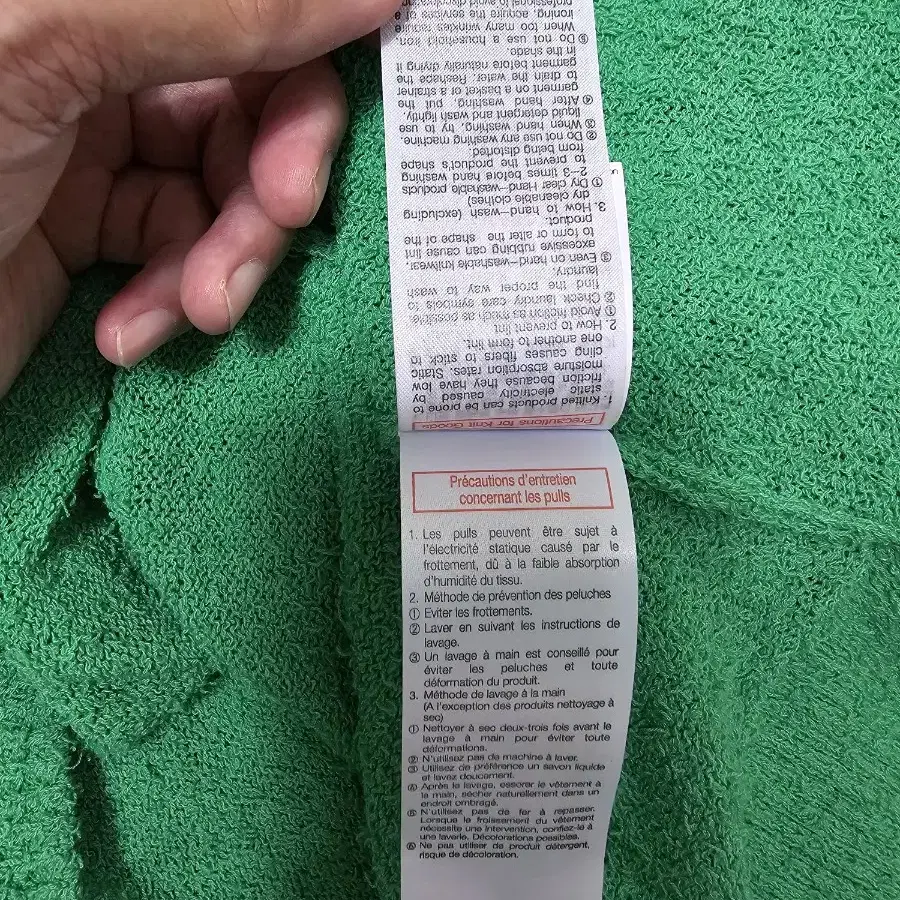 Precautions for Knit Goods
1. Knitted products can be prone to
static electricity caused by
friction because they have low
moisture absorption rates. Static
cling causes fibers to stick to
one another to form lint.
2. How to prevent lint
① Avoid friction as much as possible
② Check laundry care symbols to
find the proper way to wash
laundry.
③ Even on hand-washable knitwear,
excessive rubbing can cause lint
to form or alter the shape of the
product.
3. How to hand-wash (excluding
dry cleanable clothes)
① Dry clear Hand-washable products
2-3 times before hand washing
to prevent the product's shape
from being distorted.
② Do not use any washing machine.
③ When hand washing, try to use
liquid detergent and wash lightly.
④ After hand washing, put the
garment on a basket or a strainer
to drain the water. Reshape the
garment before naturally drying it
in the shade.
⑤ Do not use a household iron.
When too many wrinkles require
ironing, acquire the services of a
professional to avoid
Précautions d'entretien
concernant les pulls
1. Les pulls peuvent être sujet à
l'électricité statique causé par le
frottement, dû à la faible absorption
d'humidité du tissu.
2. Méthode de prévention des peluches
① Eviter les frottements.
② Laver en suivant les instructions de
lavage.
③ Un lavage à main est conseillé pour
éviter les peluches et toute
déformation du produit.
3. Méthode de lavage à la main
(A l'exception des produits nettoyage à
sec)
① Nettoyer à sec deux-trois fois avant le
lavage à main pour éviter toute
déformations.
② N'utilisez pas de machine à laver.
③ Utilisez de préférence un savon liquide
et lavez doucement.
④ Après le lavage, essorer le vêtement à
la main, sécher naturellement dans un
endroit ombragé.
⑤ N'utilisez pas de fer à repasser.
Lorsque le froissement du vêtement
nécessite une intervention, confiez-le à
une laverie. Décolorations possibles.
⑥ Ne pas utiliser de produit détergent,
risque de décoloration.